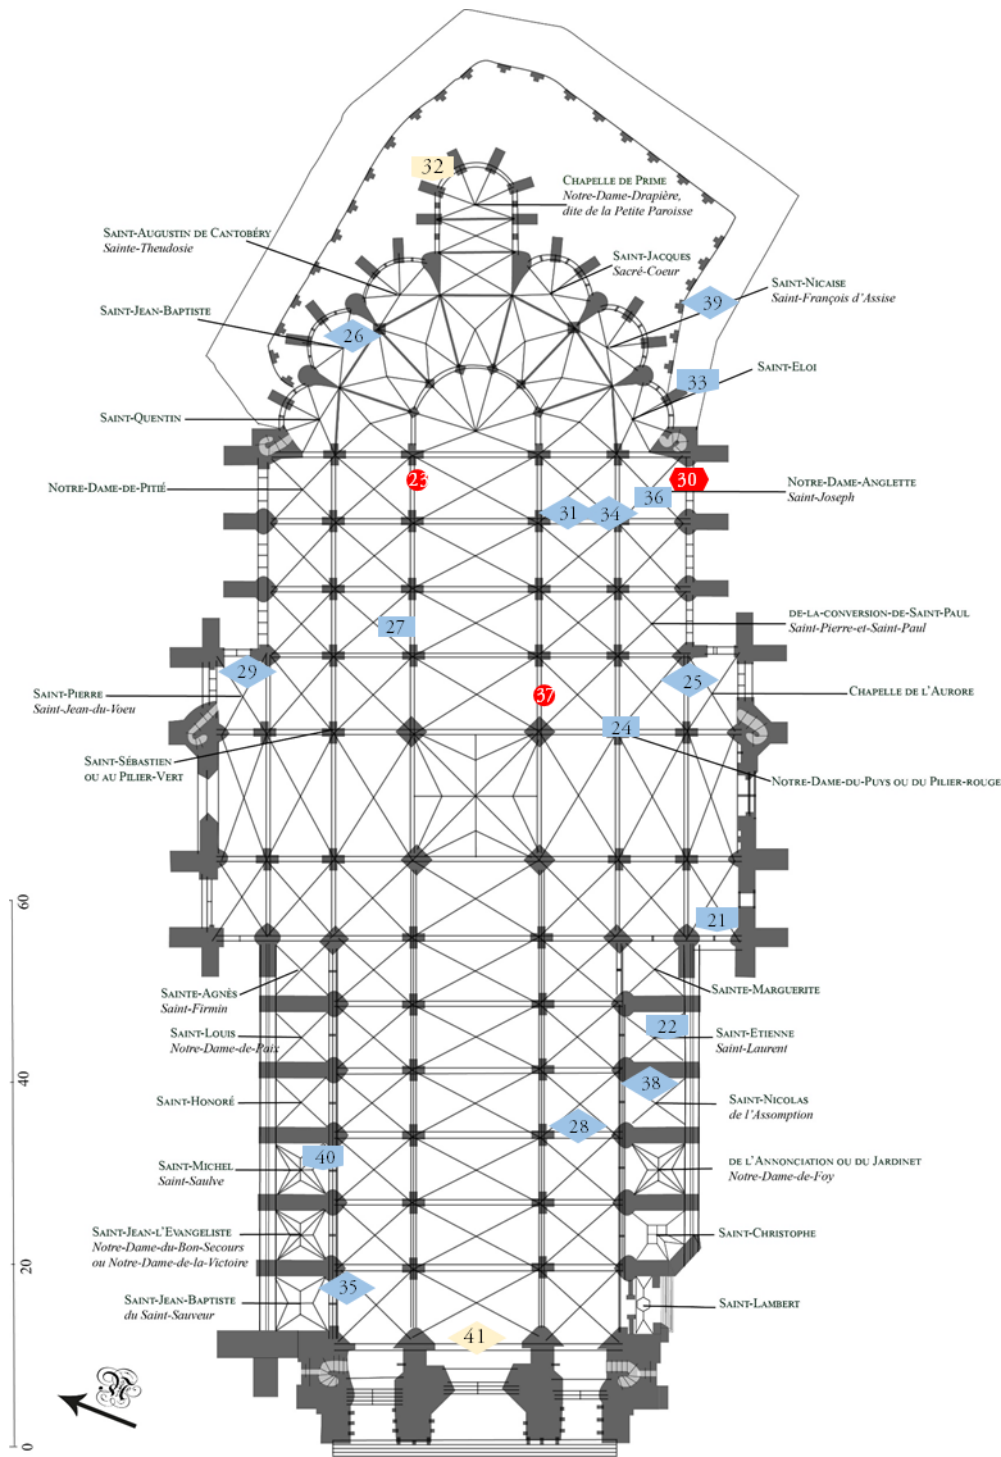 32
CHAPELLE DE PRIME
Notre-Dame-Drapière,
dite de la Petite Paroisse
SAINT-AUGUSTIN DE CANTOBÉRY
Sainte-Theudosie
SAINT-JACQUES
Sacré-Coeur
SAINT-NICAISE
Saint-François d'Assise
39
SAINT-JEAN-BAPTISTE
26
SAINT-ELOI
33
SAINT-QUENTIN
23
30
NOTRE-DAME-DE-PITIÉ
NOTRE-DAME-ANGLETTE
Saint-Joseph
36
31
34
DE-LA-CONVERSION-DE-SAINT-PAUL
Saint-Pierre-et-Saint-Paul
27
29
25
SAINT-PIERRE
Saint-Jean-du-Voeu
CHAPELLE DE L'AURORE
37
24
SAINT-SÉBASTIEN
OU AU PILIER-VERT
NOTRE-DAME-DU-PUYS OU DU PILIER-ROUGE
60
21
SAINTE-AGNÈS
Saint-Firmin
SAINTE-MARGUERITE
SAINT-LOUIS
Notre-Dame-de-Paix
22
SAINT-ETIENNE
Saint-Laurent
40
38
SAINT-HONORÉ
SAINT-NICOLAS
de l'Assomption
28
40
SAINT-MICHEL
Saint-Saulve
DE L'ANNONCIATION OU DU JARDINET
Notre-Dame-de-Foy
SAINT-JEAN-L'EVANGELISTE
Notre-Dame-du-Bon-Secours
ou Notre-Dame-de-la-Victoire
SAINT-CHRISTOPHE
20
35
SAINT-JEAN-BAPTISTE
du Saint-Sauveur
SAINT-LAMBERT
41
N
0